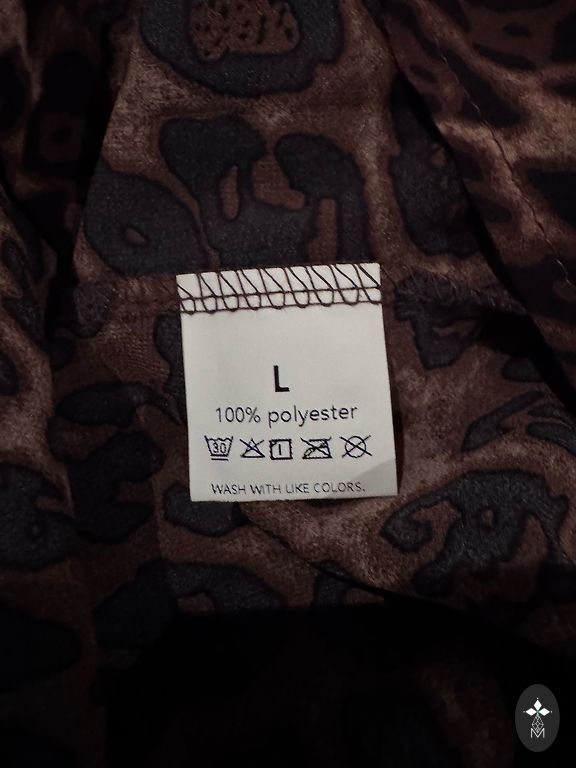 L
100% polyester
30
WASH WITH LIKE COLORS.
M